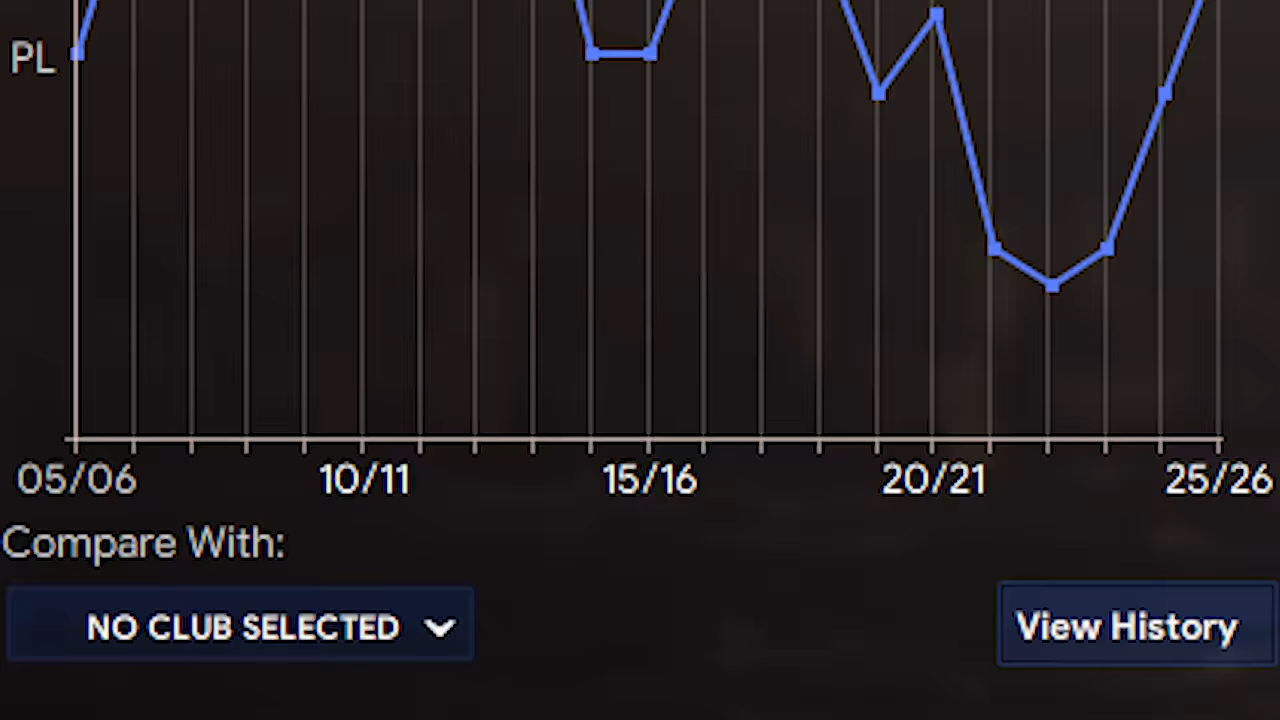 PL
05/06 10/11 15/16 20/21 25/26
Compare With:
NO CLUB SELECTED View History